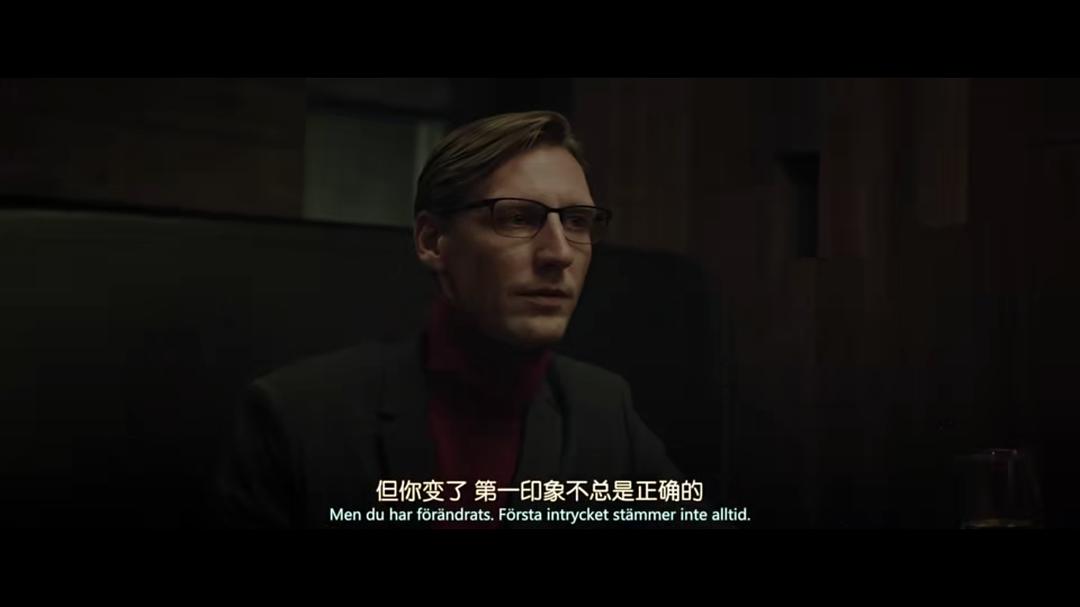 但你变了 第一印象不总是正确的
Men du har förändrats. Första intrycket stämmer inte alltid.